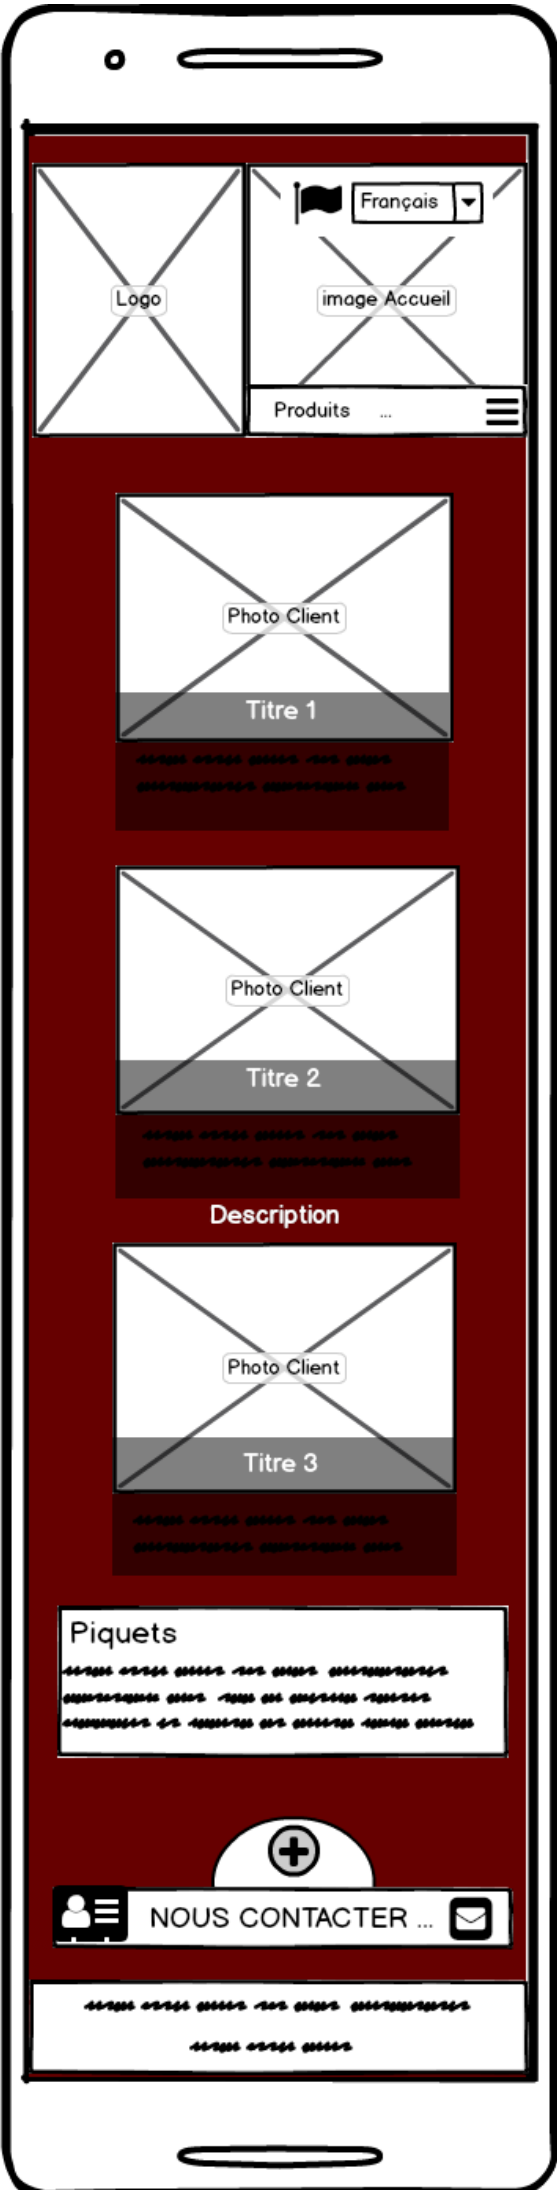 Français
Logo
image Accueil
Produits ...
Photo Client
Titre 1
Photo Client
Titre 2
Description
Photo Client
Titre 3
Piquets
NOUS CONTACTER ...